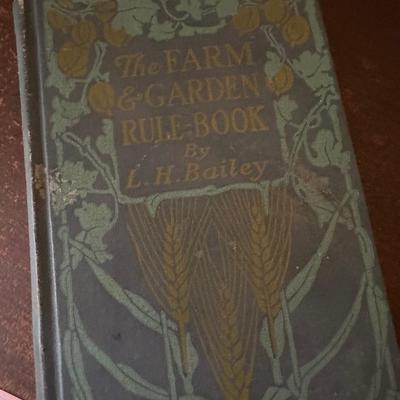 The FARM
& GARDEN
RULE-BOOK
By
L.H. Bailey